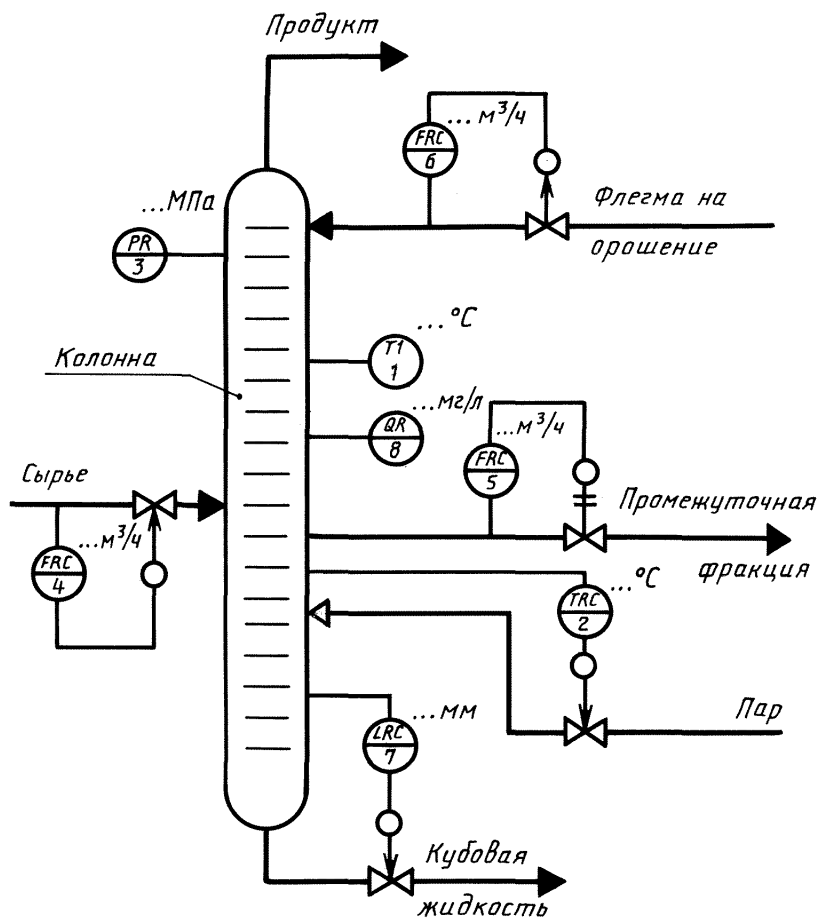 Продукт
...м³/ч
FRC
6
...МПа
Флегма на
орошение
PR
3
...°С
TI
1
Колонна
...мг/л
QR
8
...м³/ч
FRC
5
Сырье
Промежуточная
фракция
...м³/ч
FRC
4
...°С
TRC
2
...мм
Пар
LRC
7
Кубовая
жидкость